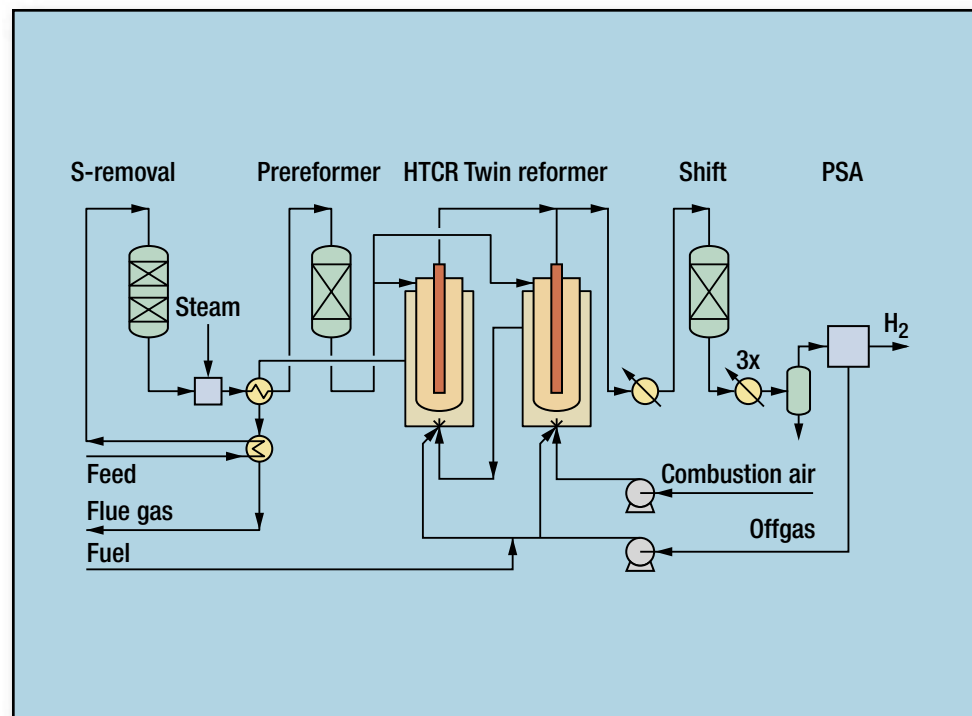 S-removal
Prereformer
HTCR Twin reformer
Shift
PSA
Steam
H2
3x
Feed
Combustion air
Flue gas
Offgas
Fuel